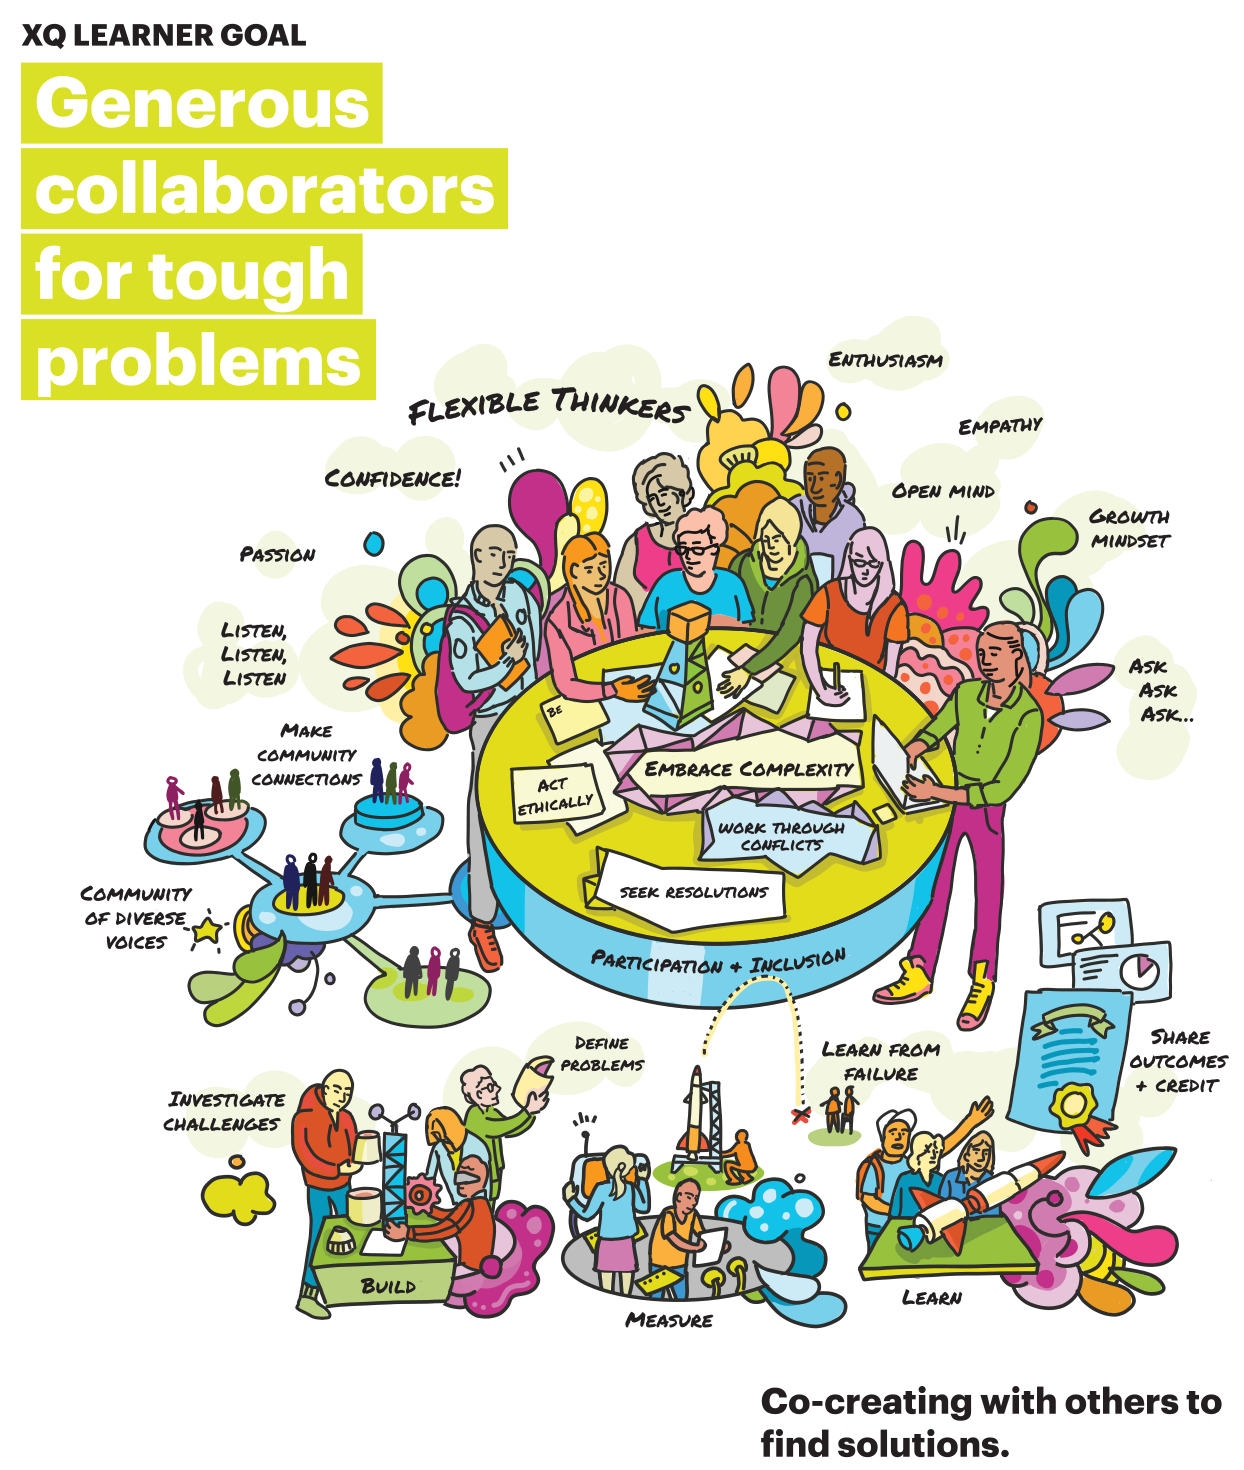 XQ LEARNER GOAL
Generous
collaborators
for tough
problems
ENTHUSIASM
FLEXIBLE THINKERS
EMPATHY
CONFIDENCE!
OPEN MIND
GROWTH
MINDSET
PASSION
LISTEN,
LISTEN,
LISTEN
ASK
ASK
ASK...
MAKE
COMMUNITY
CONNECTIONS
BE
EMBRACE COMPLEXITY
ACT
ETHICALLY
WORK THROUGH
CONFLICTS
SEEK RESOLUTIONS
COMMUNITY
OF DIVERSE
VOICES
PARTICIPATION + INCLUSION
DEFINE
PROBLEMS
LEARN FROM
FAILURE
SHARE
OUTCOMES
+ CREDIT
INVESTIGATE
CHALLENGES
BUILD
MEASURE
LEARN
Co-creating with others to
find solutions.